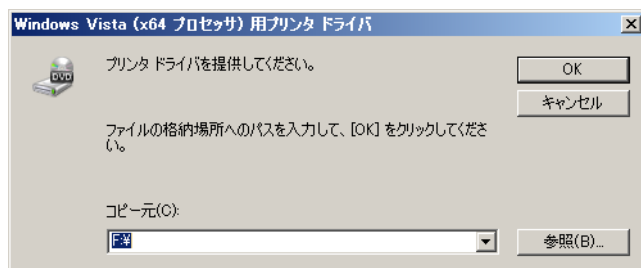 Windows Vista (x64 プロセッサ) 用プリンタ ドライバ
DVD
プリンタ ドライバを提供してください。
OK
キャンセル
ファイルの格納場所へのパスを入力して、[OK] をクリックしてくださ
い。
コピー元(C):
F:¥
参照(B)...